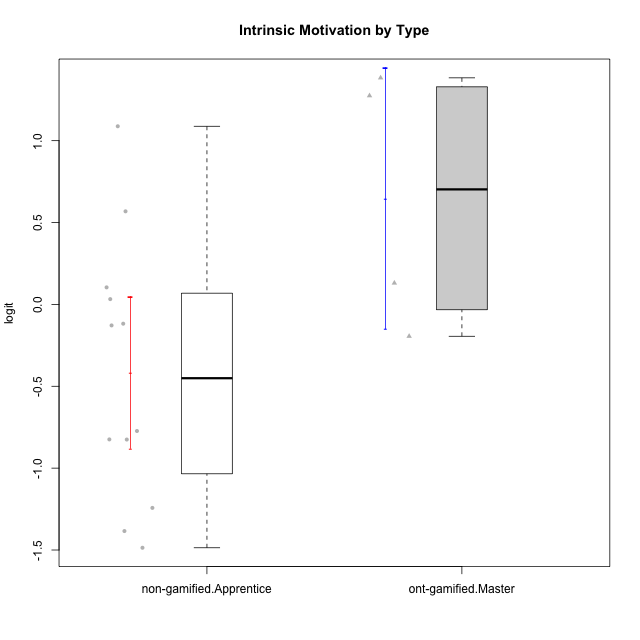 Intrinsic Motivation by Type
logit
1.0
0.5
0.0
-0.5
-1.0
-1.5
non-gamified.Apprentice
ont-gamified.Master